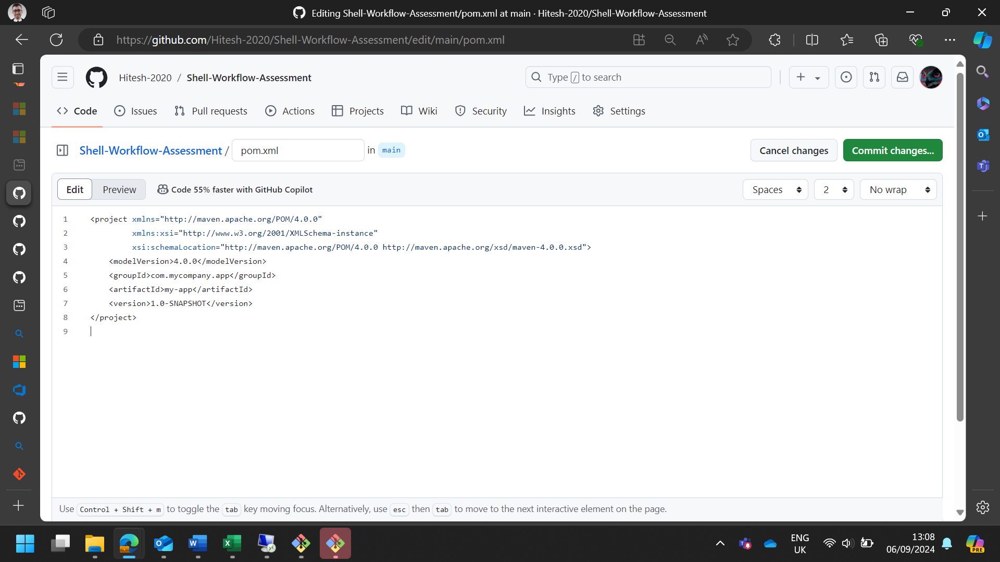 Editing Shell-Workflow-Assessment/pom.xml at main · Hitesh-2020/Shell-Workflow-Assessment
https://github.com/Hitesh-2020/Shell-Workflow-Assessment/edit/main/pom.xml
Hitesh-2020 / Shell-Workflow-Assessment
Type / to search
Code Issues Pull requests Actions Projects Wiki Security Insights Settings
Shell-Workflow-Assessment / pom.xml in main
Cancel changes Commit changes...
Edit Preview Code 55% faster with GitHub Copilot Spaces 2 No wrap
1 <project xmlns="http://maven.apache.org/POM/4.0.0"
2 xmlns:xsi="http://www.w3.org/2001/XMLSchema-instance"
3 xsi:schemaLocation="http://maven.apache.org/POM/4.0.0 http://maven.apache.org/xsd/maven-4.0.0.xsd">
4 <modelVersion>4.0.0</modelVersion>
5 <groupId>com.mycompany.app</groupId>
6 <artifactId>my-app</artifactId>
7 <version>1.0-SNAPSHOT</version>
8 </project>
9
Use Control + Shift + m to toggle the tab key moving focus. Alternatively, use esc then tab to move to the next interactive element on the page.
ENG
UK
13:08
06/09/2024
PRE